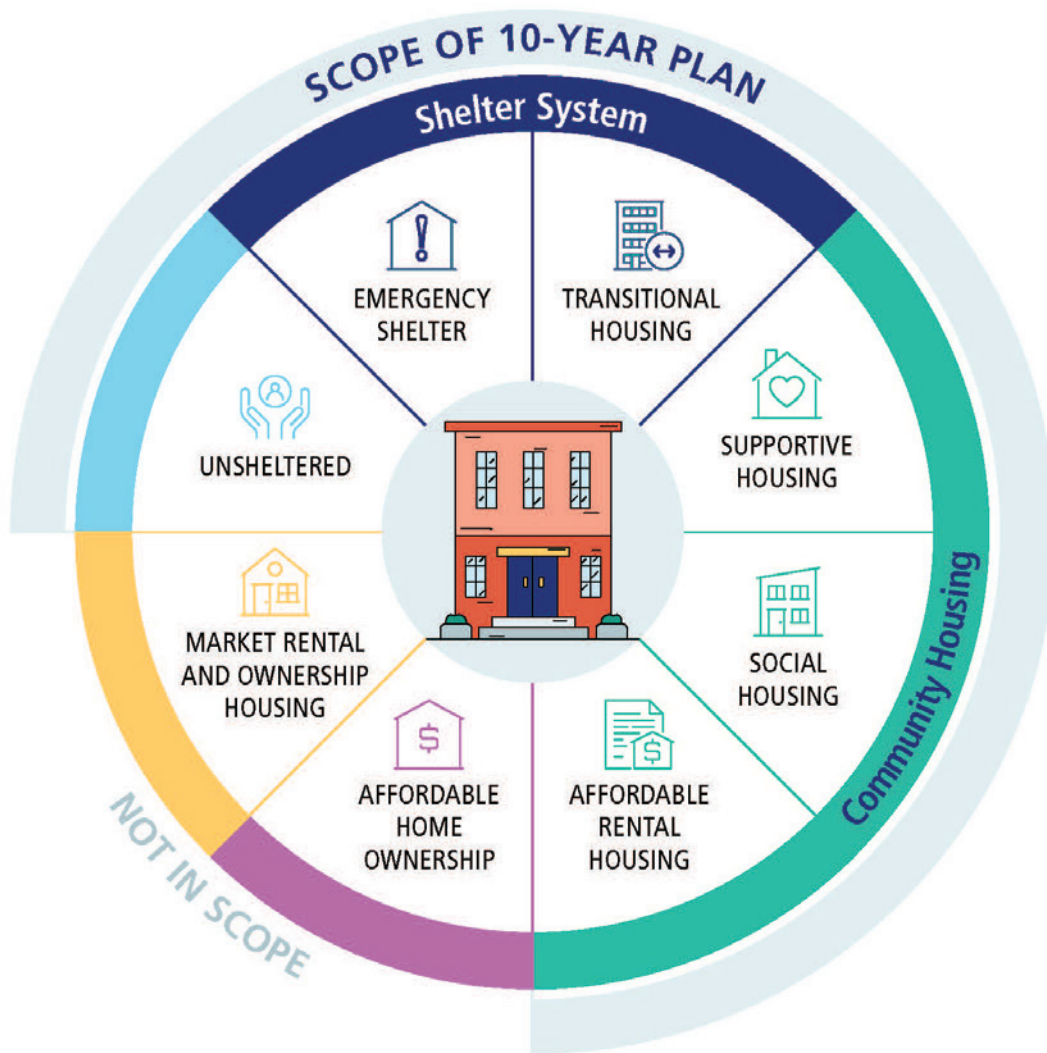 SCOPE OF 10-YEAR PLAN
Shelter System
EMERGENCY
SHELTER
TRANSITIONAL
HOUSING
SUPPORTIVE
HOUSING
SOCIAL
HOUSING
Community Housing
AFFORDABLE
RENTAL
HOUSING
AFFORDABLE
HOME
OWNERSHIP
MARKET RENTAL
AND OWNERSHIP
HOUSING
UNSHELTERED
NOT IN SCOPE